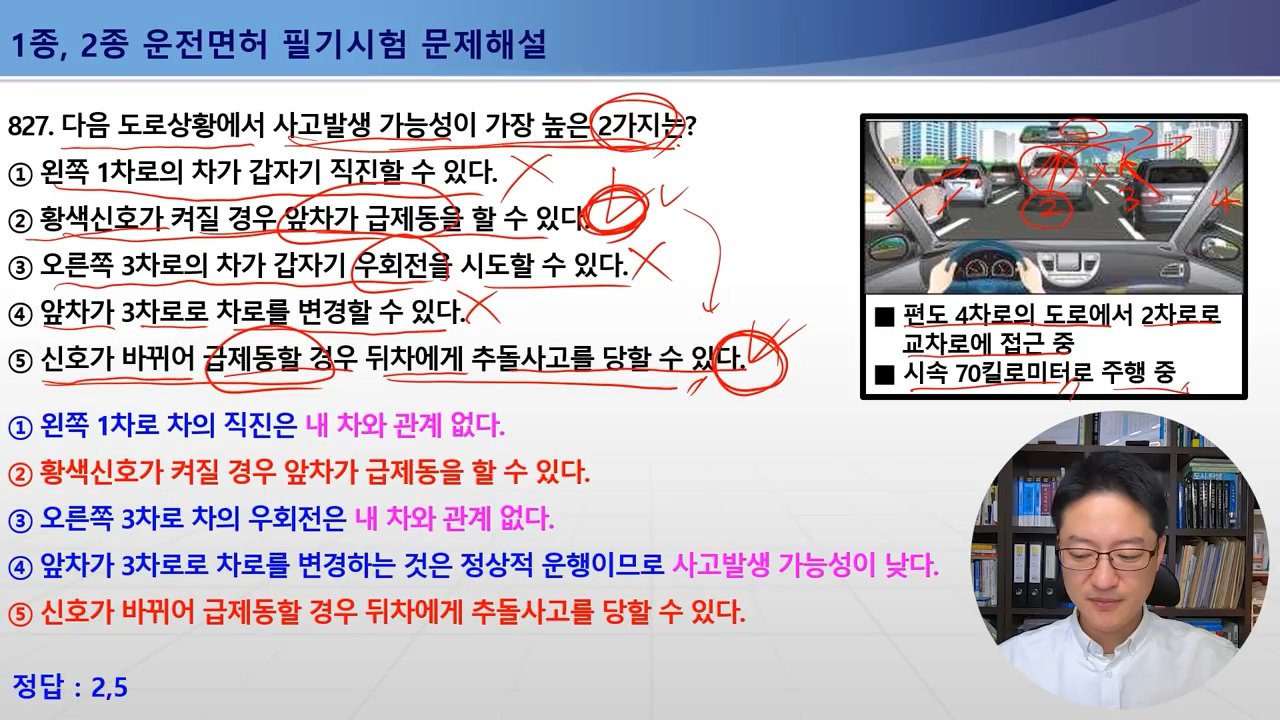 1종, 2종 운전면허 필기시험 문제해설
827. 다음 도로상황에서 사고발생 가능성이 가장 높은 2가지는?
① 왼쪽 1차로의 차가 갑자기 직진할 수 있다.
② 황색신호가 켜질 경우 앞차가 급제동을 할 수 있다.
③ 오른쪽 3차로의 차가 갑자기 우회전을 시도할 수 있다.
④ 앞차가 3차로로 차로를 변경할 수 있다.
⑤ 신호가 바뀌어 급제동할 경우 뒤차에게 추돌사고를 당할 수 있다.
2
3
4
■ 편도 4차로의 도로에서 2차로로
교차로에 접근 중
■ 시속 70킬로미터로 주행 중
① 왼쪽 1차로 차의 직진은 내 차와 관계 없다.
② 황색신호가 켜질 경우 앞차가 급제동을 할 수 있다.
③ 오른쪽 3차로 차의 우회전은 내 차와 관계 없다.
④ 앞차가 3차로로 차로를 변경하는 것은 정상적 운행이므로 사고발생 가능성이 낮다.
⑤ 신호가 바뀌어 급제동할 경우 뒤차에게 추돌사고를 당할 수 있다.
정답 : 2,5